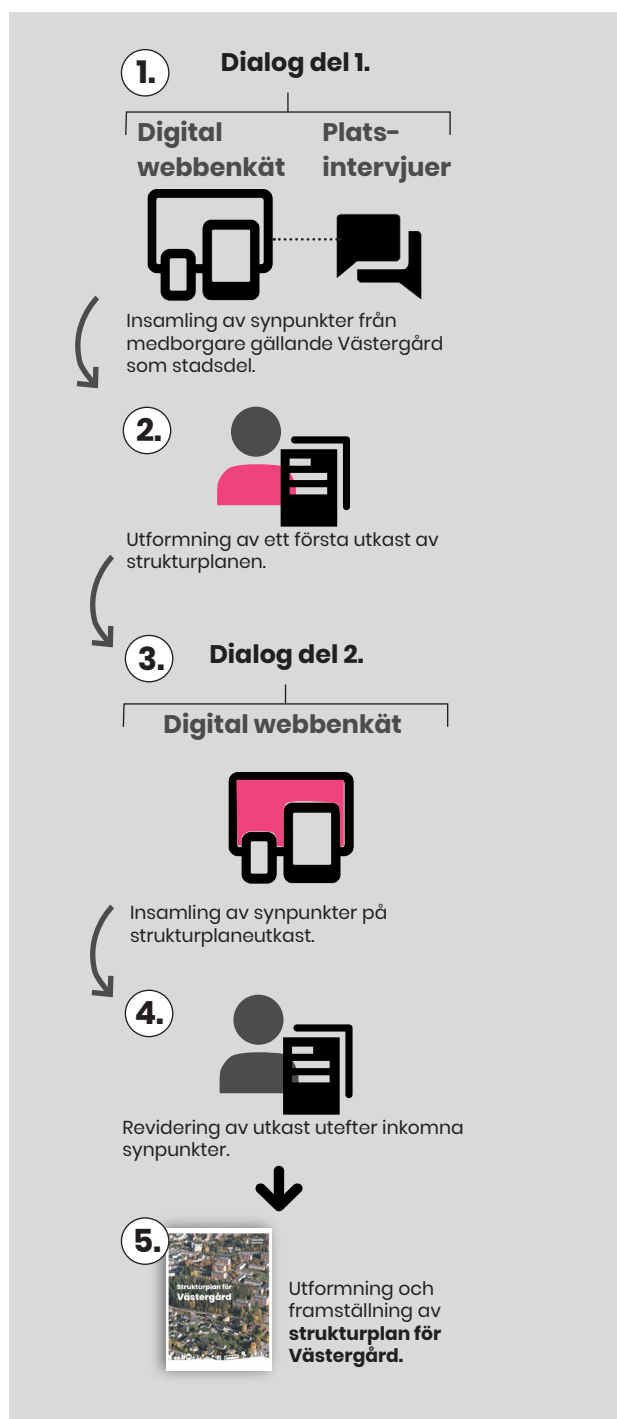 1.
Dialog del 1.
Digital
webbenkät
Plats-
intervjuer
Insamling av synpunkter från
medborgare gällande Västergård
som stadsdel.
2.
Utformning av ett första utkast av
strukturplanen.
3.
Dialog del 2.
Digital webbenkät
Insamling av synpunkter på
strukturplaneutkast.
4.
Revidering av utkast utefter inkomna
synpunkter.
5.
Strukturplan för
Västergård
Utformning och
framställning av
strukturplan för
Västergård.